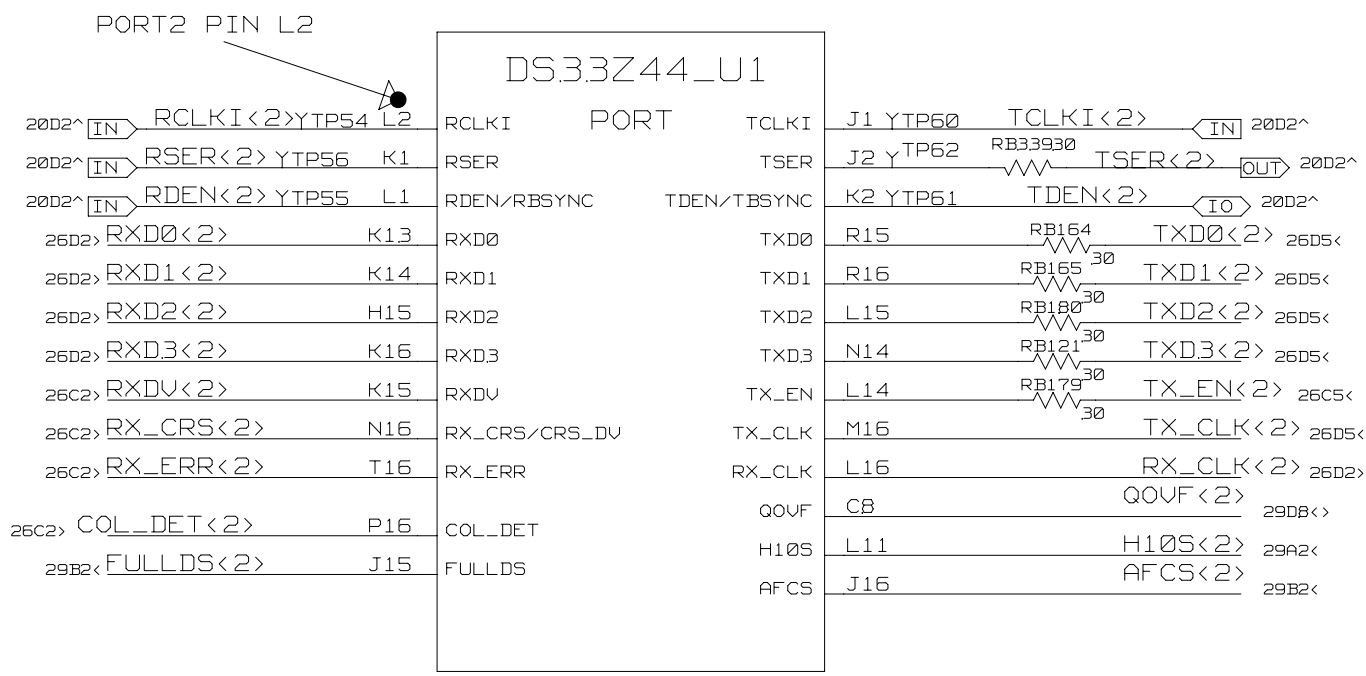 PORT2 PIN L2
DS33Z44_U1
PORT
20D2^ IN RCLKI<2> YTP54 L2 RCLKI
TCLKI J1 YTP60 TCLKI<2> IN 20D2^
20D2^ IN RSER<2> YTP56 K1 RSER
TSER J2 YTP62 RB339 30 TSER<2> OUT 20D2^
20D2^ IN RDEN<2> YTP55 L1 RDEN/RBSYNC
TDEN/TBSYNC K2 YTP61 TDEN<2> IO 20D2^
26D2> RXD0<2> K13 RXD0
TXD0 R15 RB164 30 TXD0<2> 26D5<
26D2> RXD1<2> K14 RXD1
TXD1 R16 RB165 30 TXD1<2> 26D5<
26D2> RXD2<2> H15 RXD2
TXD2 L15 RB180 30 TXD2<2> 26D5<
26D2> RXD3<2> K16 RXD3
TXD3 N14 RB121 30 TXD3<2> 26D5<
26C2> RXDV<2> K15 RXDV
TX_EN L14 RB179 30 TX_EN<2> 26C5<
26C2> RX_CRS<2> N16 RX_CRS/CRS_DV
TX_CLK M16 TX_CLK<2> 26D5<
26C2> RX_ERR<2> T16 RX_ERR
RX_CLK L16 RX_CLK<2> 26D2>
QOVF C8 QOVF<2> 29D8<>
26C2> COL_DET<2> P16 COL_DET
H10S L11 H10S<2> 29A2<
29B2< FULLDS<2> J15 FULLDS
AFCS J16 AFCS<2> 29B2<